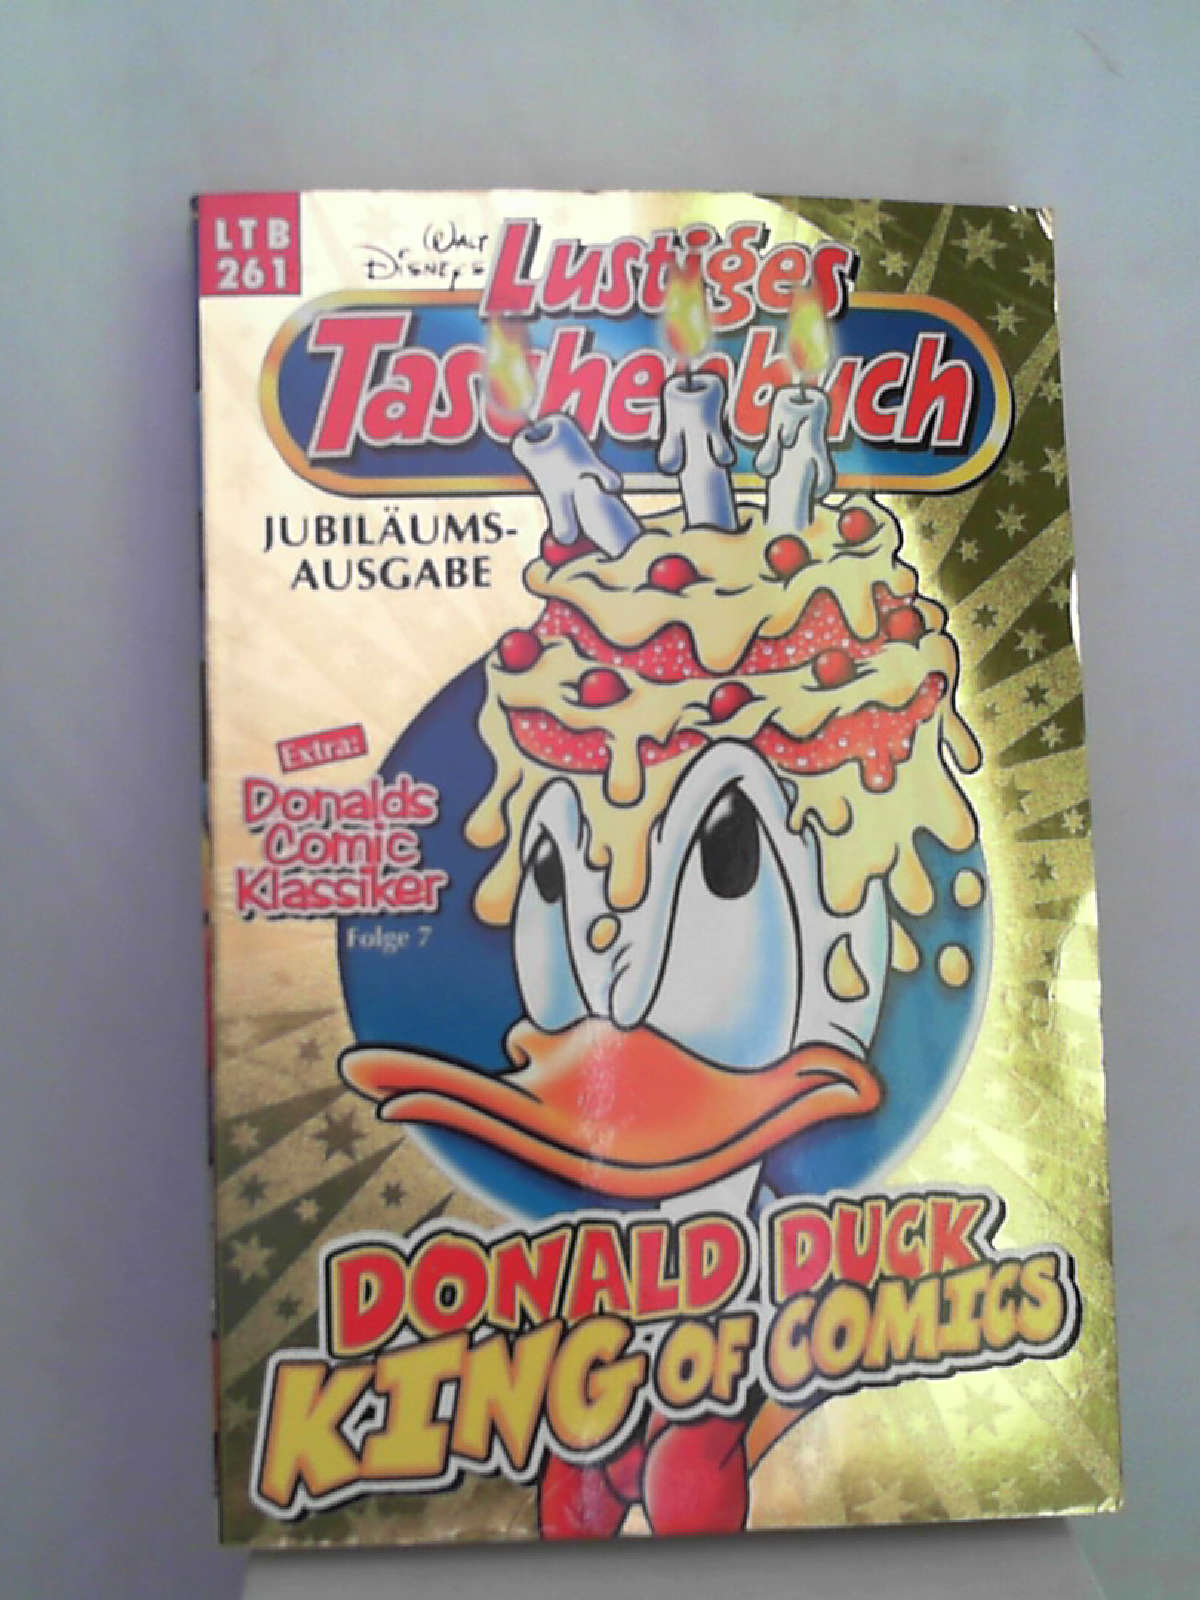 LTB
261
WALT
DISNEY'S
Lustiges
Taschenbuch
JUBILÄUMS-
AUSGABE
Extra:
Donalds
Comic
Klassiker
Folge 7
DONALD DUCK
KING OF COMICS